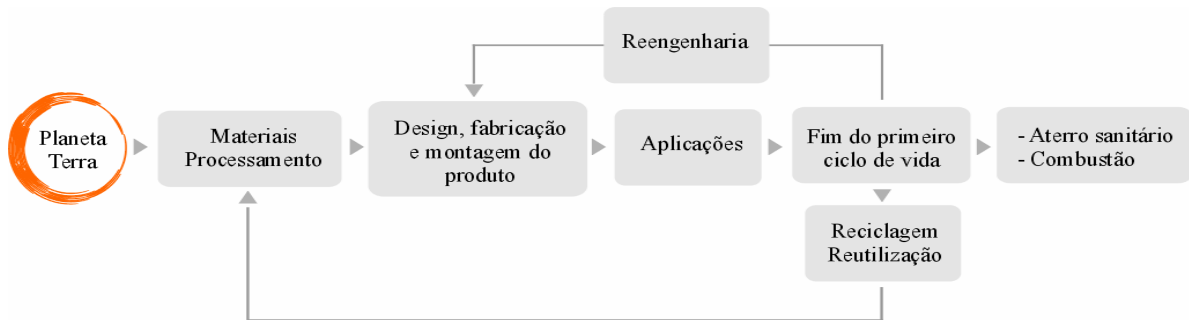 Reengenharia
Planeta
Terra
Materiais
Processamento
Design, fabricação
e montagem do
produto
Aplicações
Fim do primeiro
ciclo de vida
- Aterro sanitário
- Combustão
Reciclagem
Reutilização